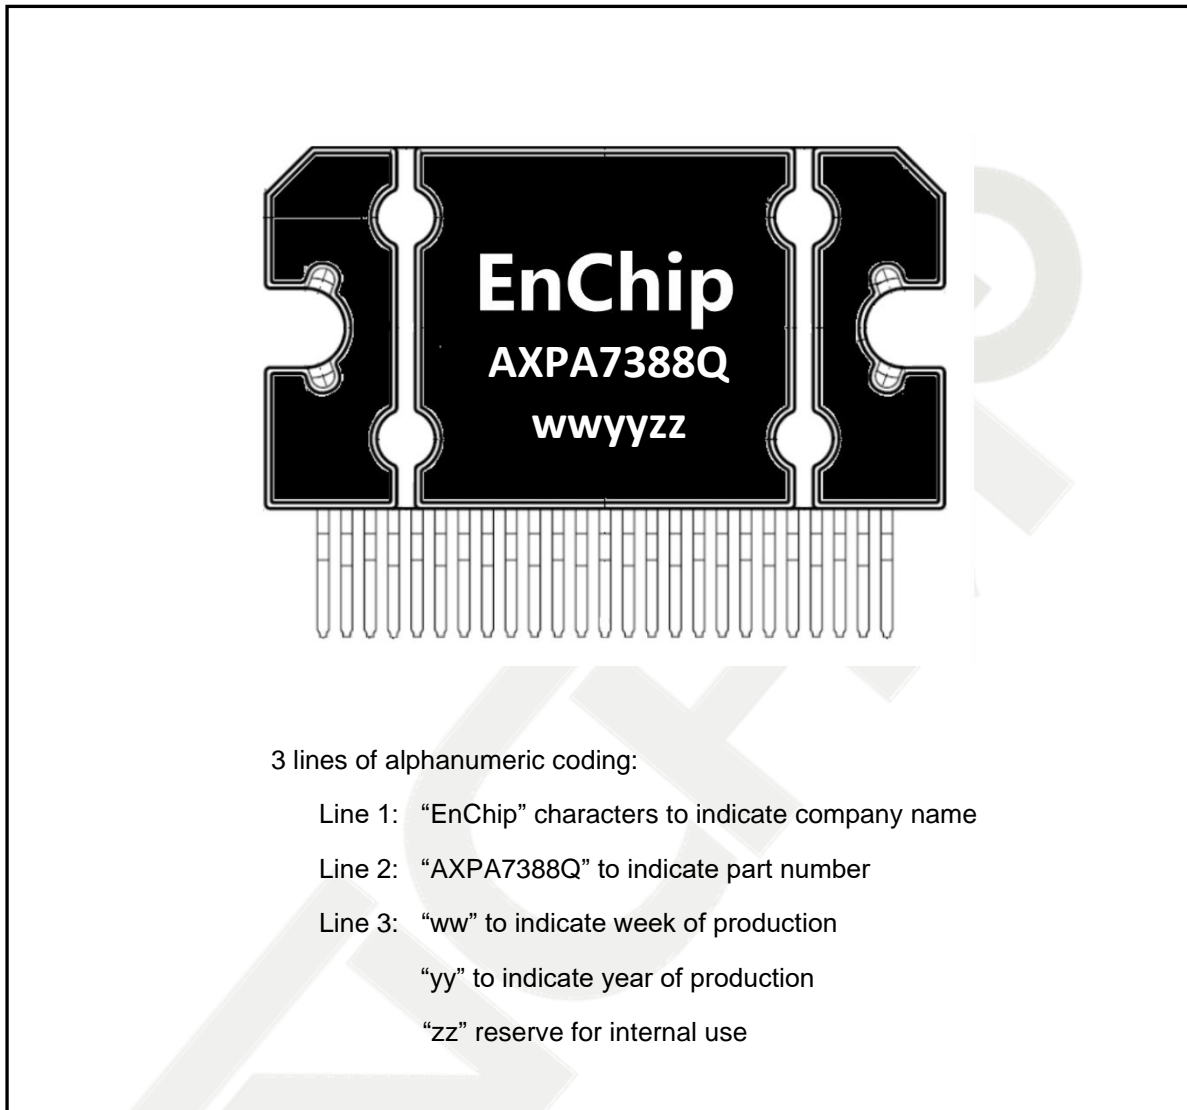 EnChip
AXPA7388Q
wwyyzz
3 lines of alphanumeric coding:
Line 1: “EnChip” characters to indicate company name
Line 2: “AXPA7388Q” to indicate part number
Line 3: “ww” to indicate week of production
“yy” to indicate year of production
“zz” reserve for internal use